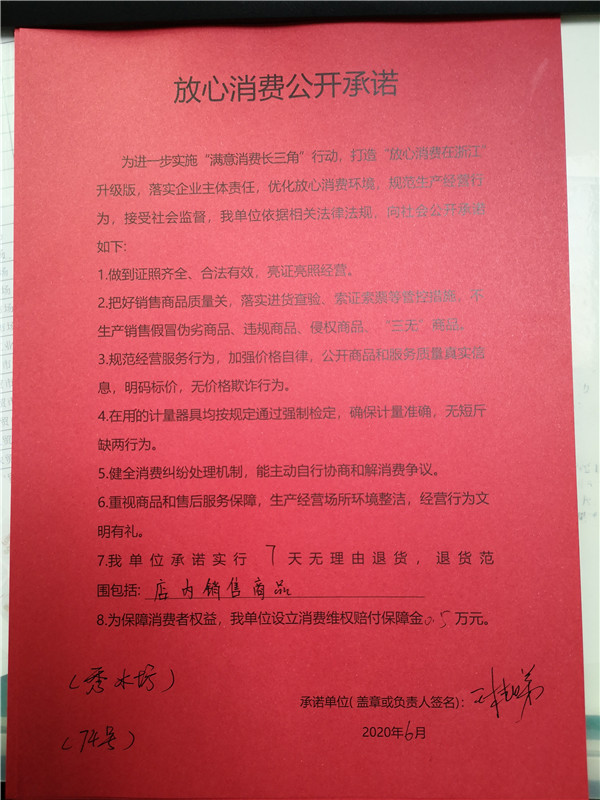 放心消费公开承诺
为进一步实施“满意消费长三角”行动，打造“放心消费在浙江”
升级版，落实企业主体责任，优化放心消费环境，规范生产经营行
为，接受社会监督，我单位依据相关法律法规，向社会公开承诺
如下：
1.做到证照齐全、合法有效，亮证亮照经营。
2.把好销售商品质量关，落实进货查验、索证索票等管控措施，不
生产销售假冒伪劣商品、违规商品、侵权商品、“三无”商品。
3.规范经营服务行为，加强价格自律，公开商品和服务质量真实信
息，明码标价，无价格欺诈行为。
4.在用的计量器具均按规定通过强制检定，确保计量准确，无短斤
缺两行为。
5.健全消费纠纷处理机制，能主动自行协商和解消费争议。
6.重视商品和售后服务保障，生产经营场所环境整洁，经营行为文
明有礼。
7.我单位承诺实行 7 天无理由退货，退货范
围包括: 店内销售商品
8.为保障消费者权益，我单位设立消费维权赔付保障金 0.5 万元。
(秀水坊)
承诺单位( 盖章或负责人签名):
(74号)
2020年6月